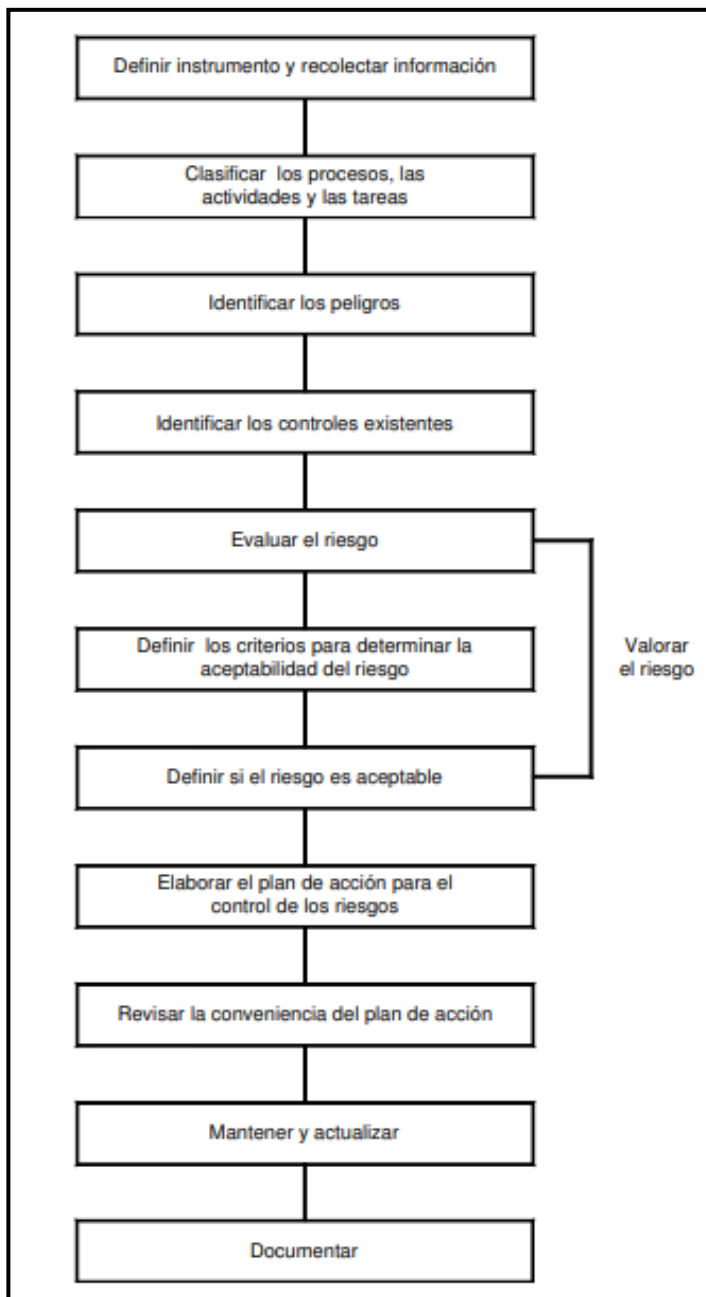 Definir instrumento y recolectar información
Clasificar los procesos, las
actividades y las tareas
Identificar los peligros
Identificar los controles existentes
Evaluar el riesgo
Definir los criterios para determinar la
aceptabilidad del riesgo
Valorar
el riesgo
Definir si el riesgo es aceptable
Elaborar el plan de acción para el
control de los riesgos
Revisar la conveniencia del plan de acción
Mantener y actualizar
Documentar